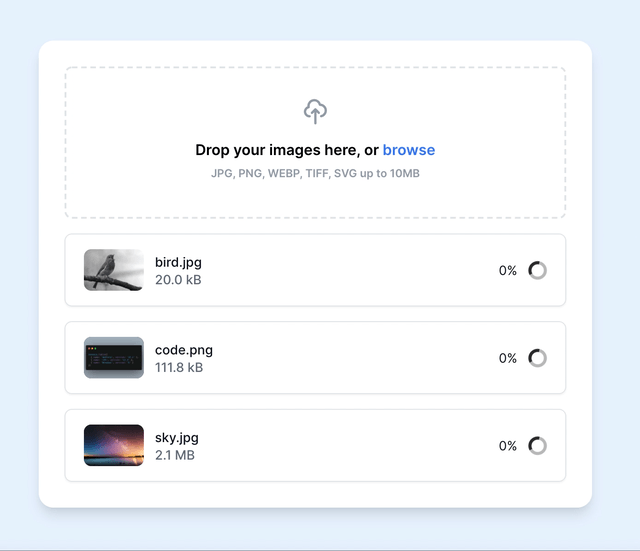 Drop your images here, or browse
JPG, PNG, WEBP, TIFF, SVG up to 10MB
bird.jpg
20.0 kB
0%
code.png
111.8 kB
0%
sky.jpg
2.1 MB
0%